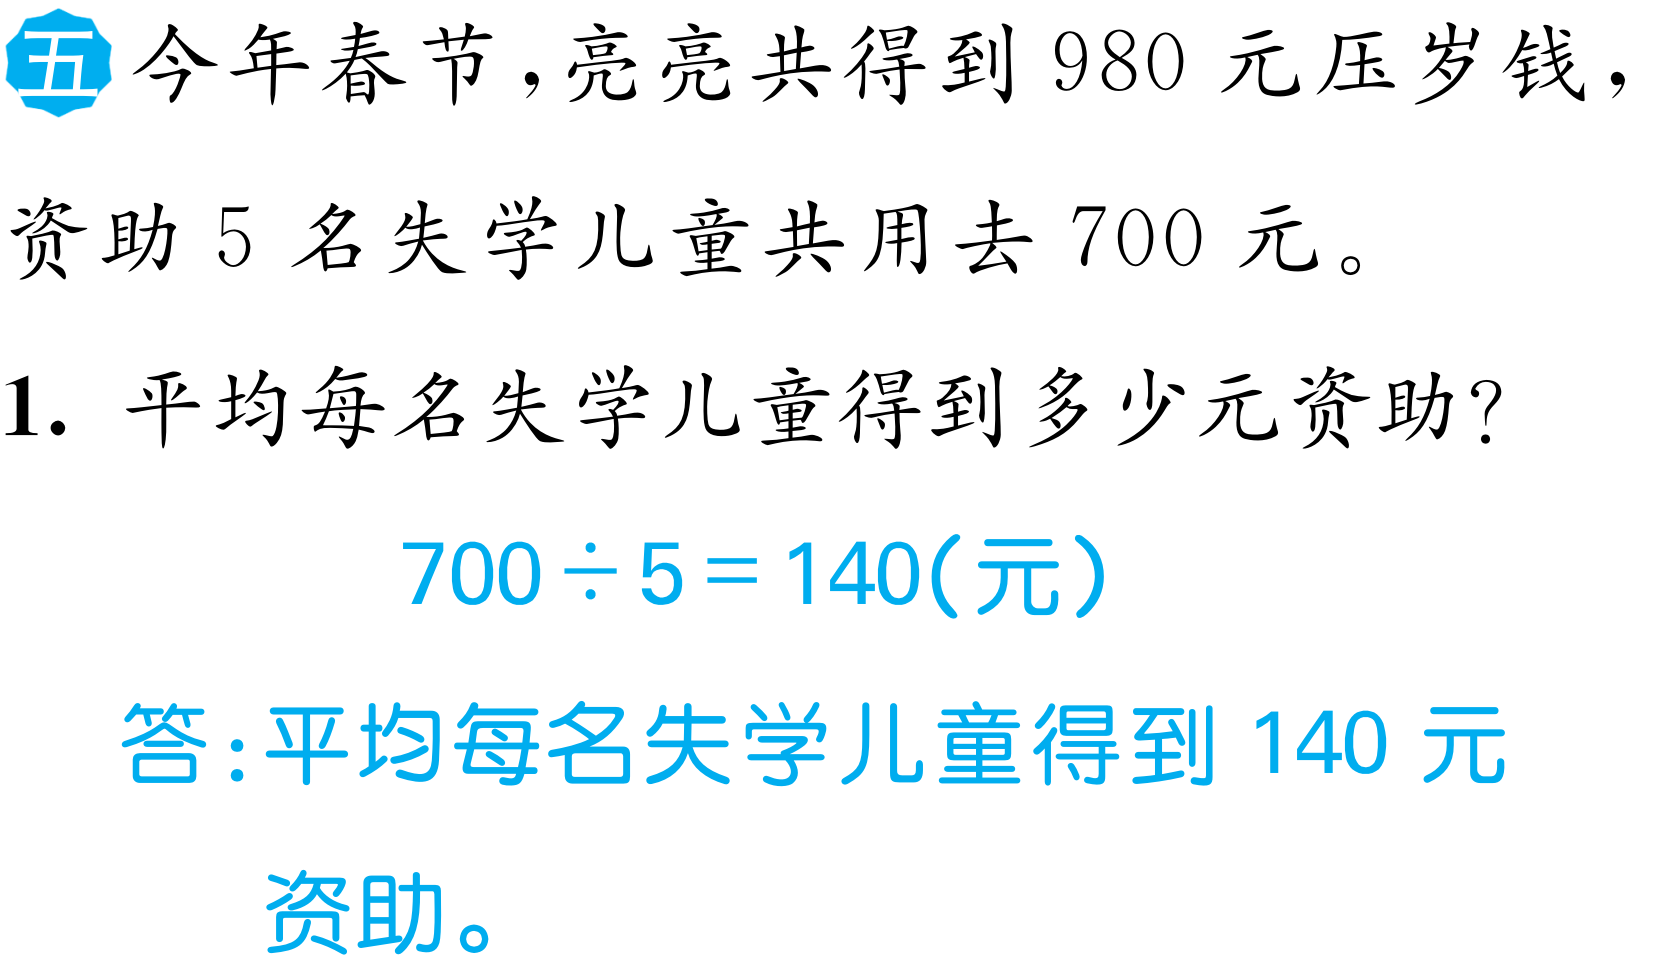 五 今年春节,亮亮共得到 980 元压岁钱,
资助 5 名失学儿童共用去 700 元。
1. 平均每名失学儿童得到多少元资助?
700÷5=140(元)
答:平均每名失学儿童得到 140 元
资助。